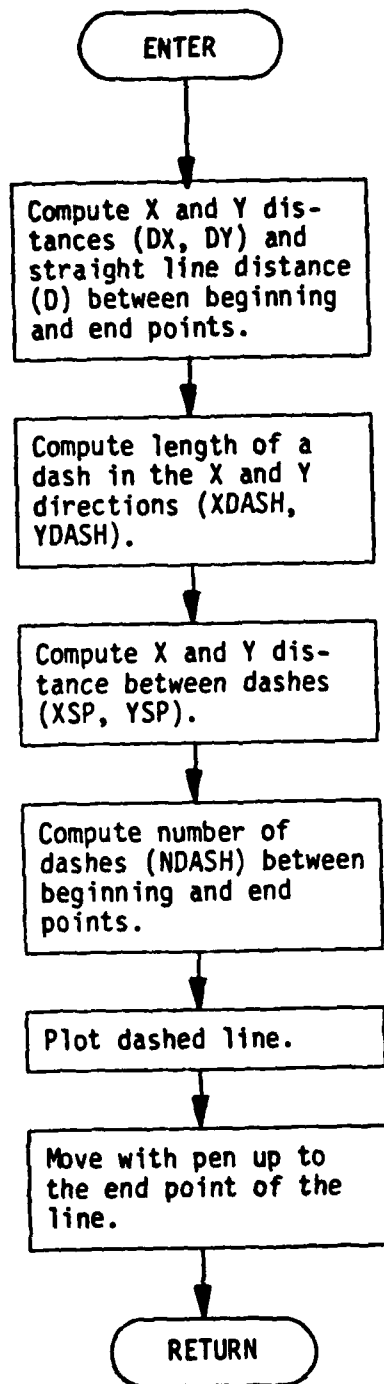 ENTER
Compute X and Y dis-
tances (DX, DY) and
straight line distance
(D) between beginning
and end points.
Compute length of a
dash in the X and Y
directions (XDASH,
YDASH).
Compute X and Y dis-
tance between dashes
(XSP, YSP).
Compute number of
dashes (NDASH) between
beginning and end
points.
Plot dashed line.
Move with pen up to
the end point of the
line.
RETURN